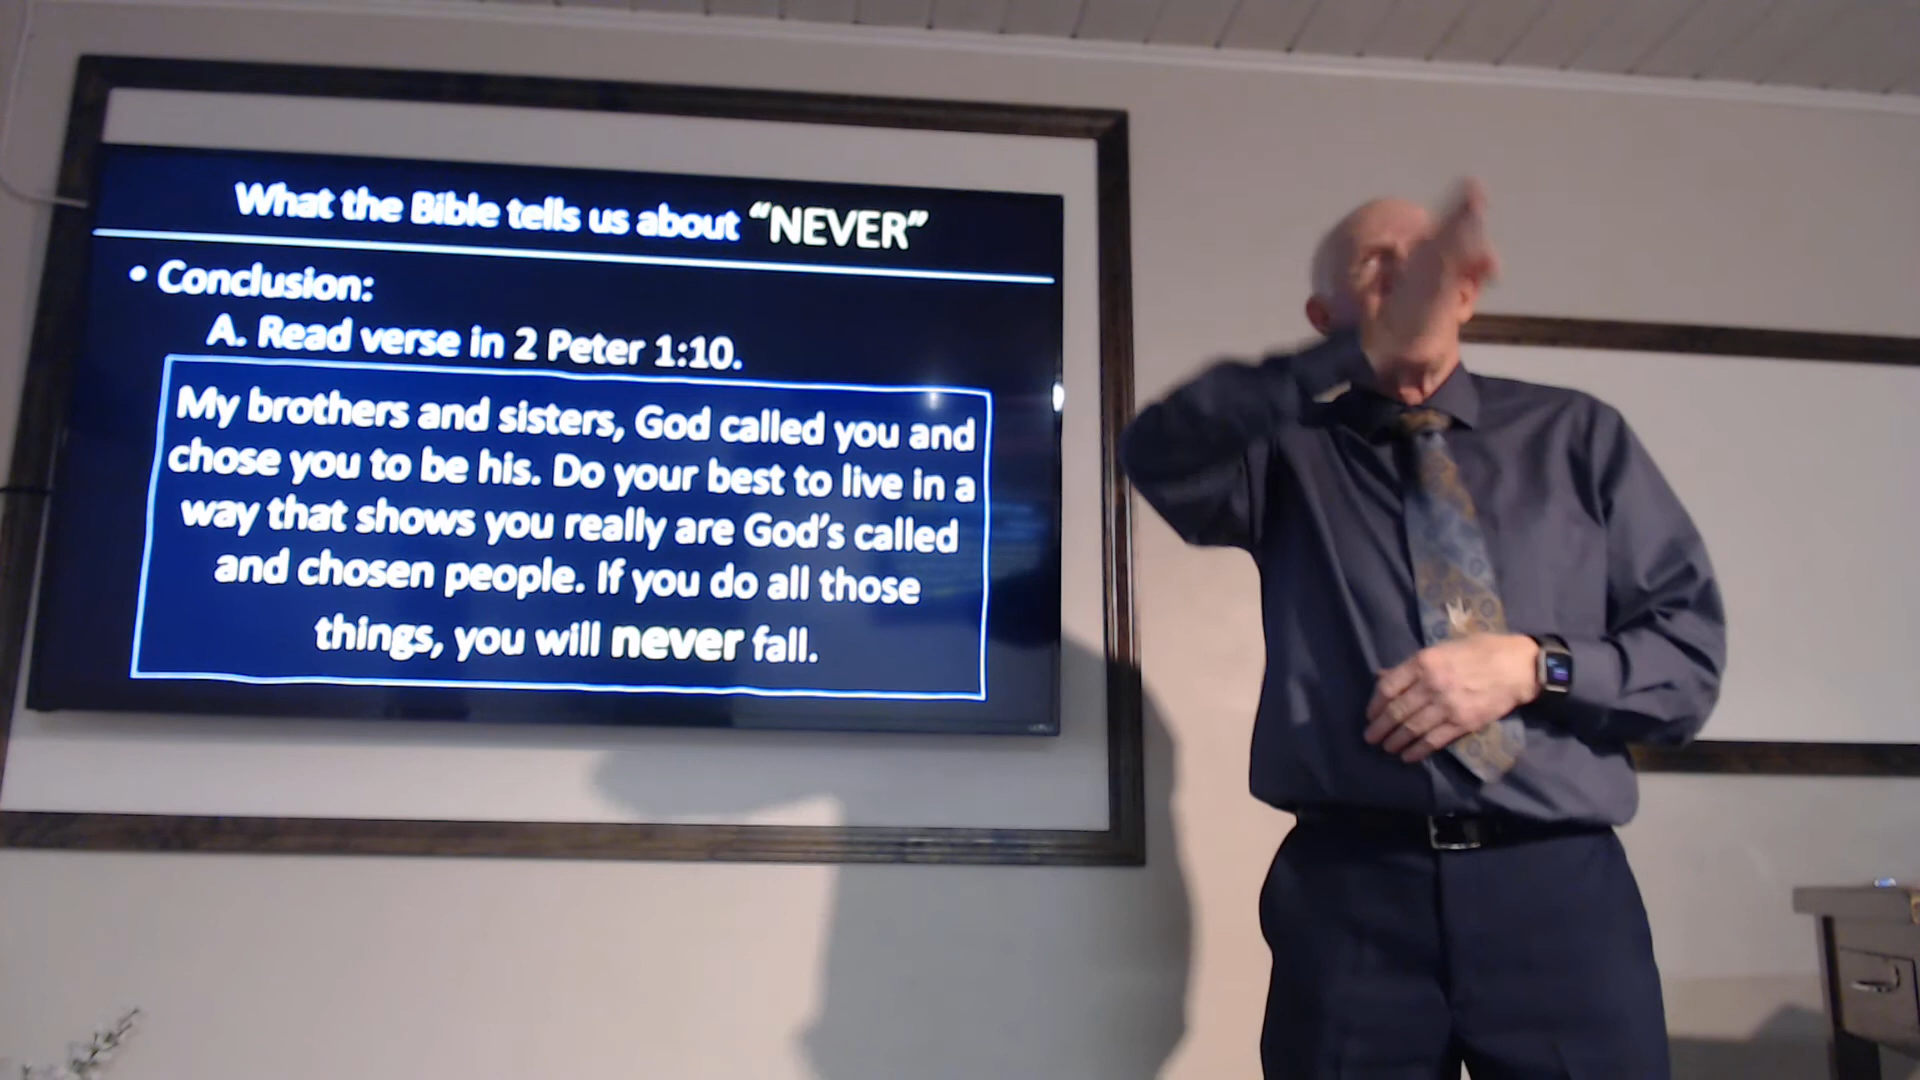 What the Bible tells us about “NEVER”
• Conclusion:
A. Read verse in 2 Peter 1:10.
My brothers and sisters, God called you and
chose you to be his. Do your best to live in a
way that shows you really are God’s called
and chosen people. If you do all those
things, you will never fall.